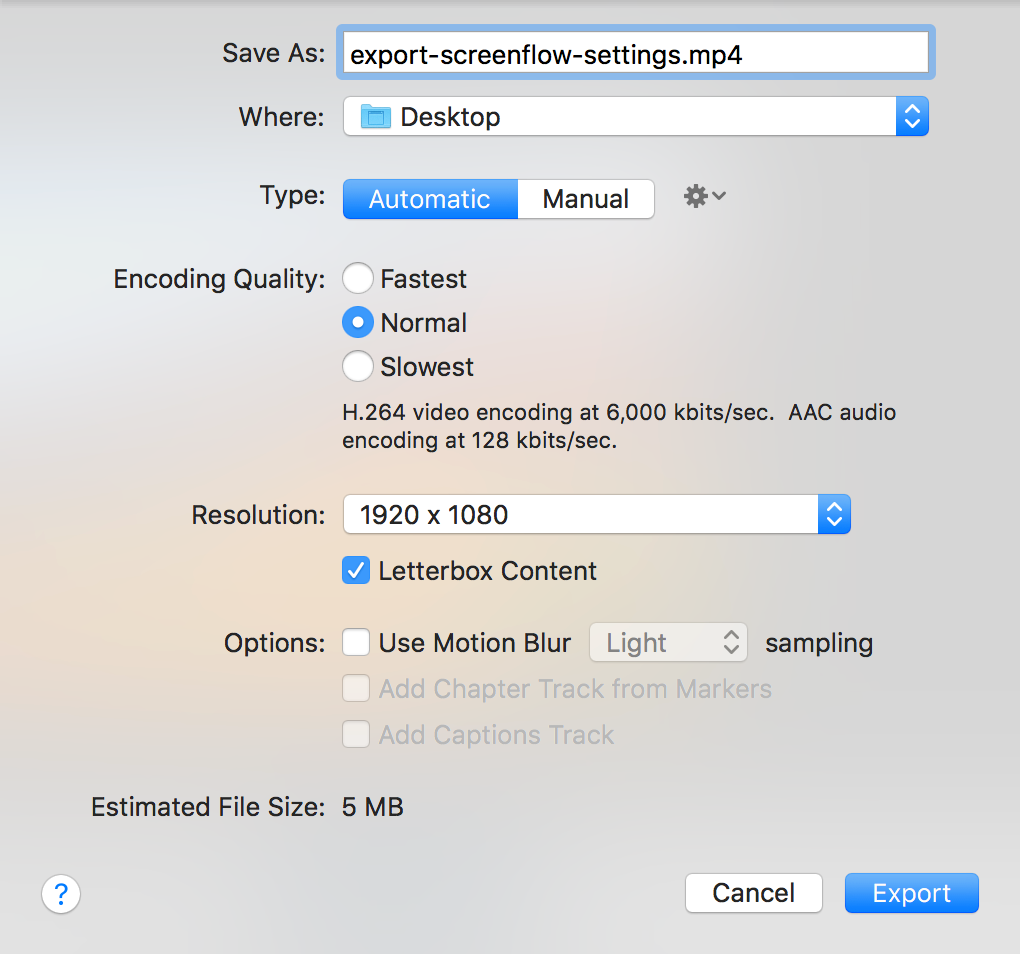 Save As: export-screenflow-settings.mp4
Where: Desktop
Type: Automatic Manual
Encoding Quality: Fastest
Normal
Slowest
H.264 video encoding at 6,000 kbits/sec.  AAC audio
encoding at 128 kbits/sec.
Resolution: 1920 x 1080
Letterbox Content
Options: Use Motion Blur Light sampling
Add Chapter Track from Markers
Add Captions Track
Estimated File Size: 5 MB
? Cancel Export